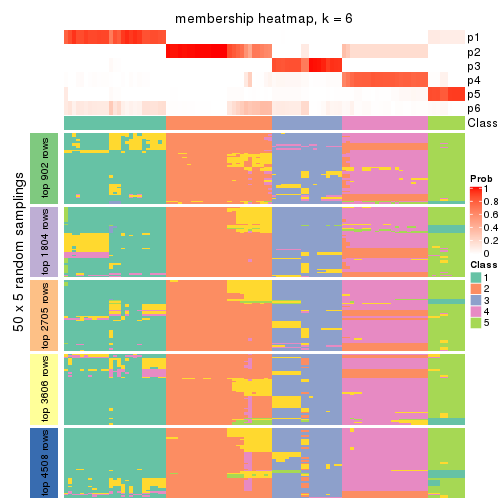 membership heatmap, k = 6
p1
p2
p3
p4
p5
p6
Class
50 x 5 random samplings
top 902 rows
top 1804 rows
top 2705 rows
top 3606 rows
top 4508 rows
Prob
1
0.8
0.6
0.4
0.2
0
Class
1
2
3
4
5